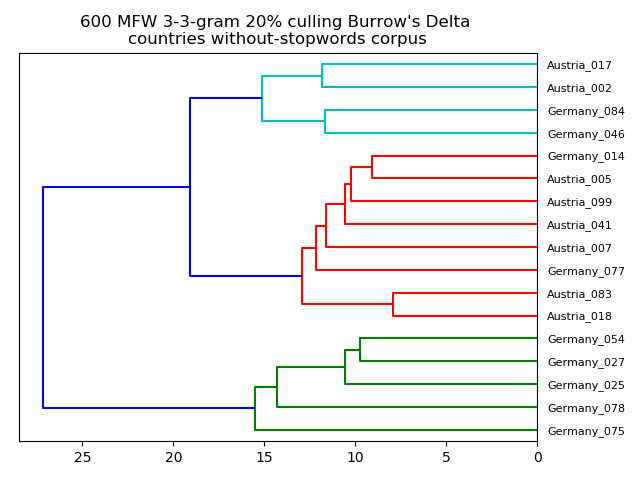 600 MFW 3-3-gram 20% culling Burrow's Delta
countries without-stopwords corpus
Austria_017
Austria_002
Germany_084
Germany_046
Germany_014
Austria_005
Austria_099
Austria_041
Austria_007
Germany_077
Austria_083
Austria_018
Germany_054
Germany_027
Germany_025
Germany_078
Germany_075
25 20 15 10 5 0